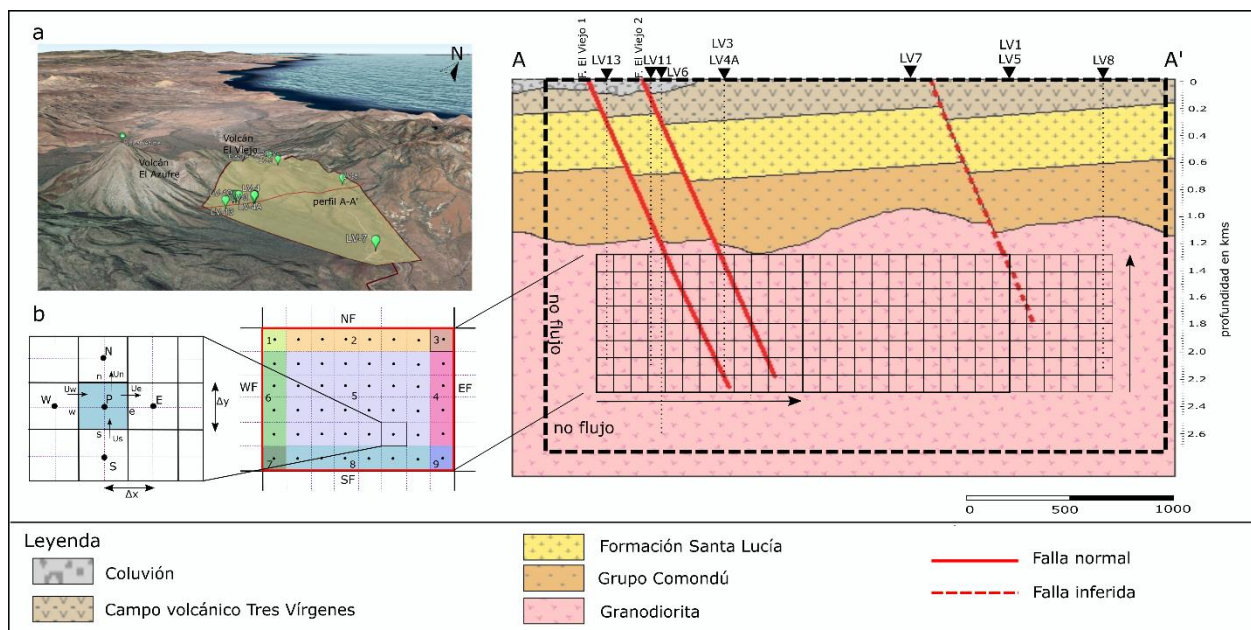 a
N
Volcán
El Viejo
Volcán
El Azufre
perfil A-A'
LV-4A
LV-7
b
NF
WF
EF
SF
1
2
3
6
5
4
7
8
9
N
n
Un
Uw
Ue
W
w
P
e
E
s
Us
S
Δy
Δx
A
A'
F. El Viejo 1
LV13
F. El Viejo 2
LV11
LV6
LV3
LV4A
LV7
LV1
LV5
LV8
0
0.2
0.4
0.6
0.8
1.0
1.2
1.4
1.6
1.8
2.0
2.2
2.4
2.6
profundidad en kms
no flujo
no flujo
0 500 1000
Leyenda
Coluvión
Campo volcánico Tres Vírgenes
Formación Santa Lucía
Grupo Comondú
Granodiorita
Falla normal
Falla inferida